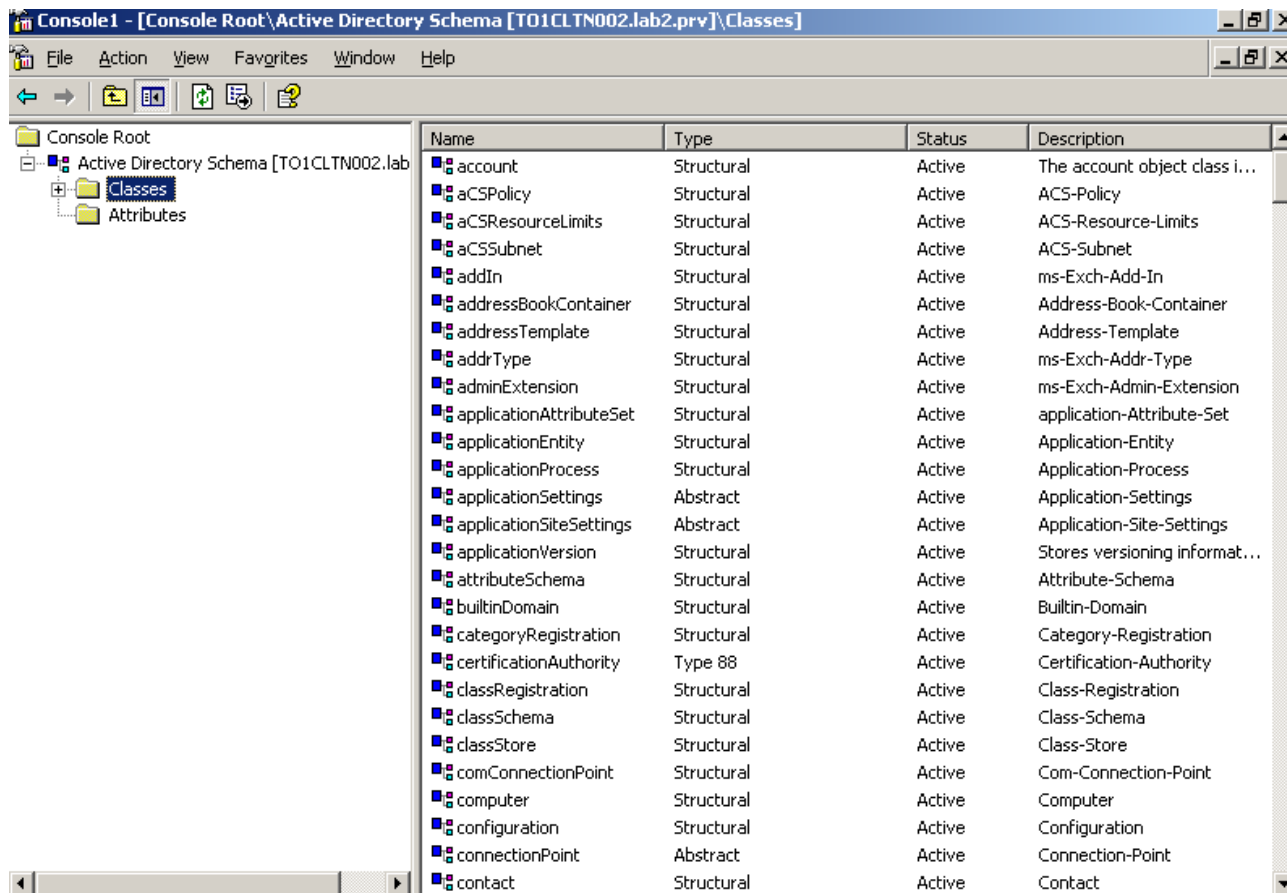 Console1 - [Console Root\Active Directory Schema [TO1CLTN002.lab2.prv]\Classes]
File Action View Favorites Window Help
Console Root
Active Directory Schema [TO1CLTN002.lab
Classes
Attributes
Name Type Status Description
account Structural Active The account object class i...
aCSPolicy Structural Active ACS-Policy
aCSResourceLimits Structural Active ACS-Resource-Limits
aCSSubnet Structural Active ACS-Subnet
addIn Structural Active ms-Exch-Add-In
addressBookContainer Structural Active Address-Book-Container
addressTemplate Structural Active Address-Template
addrType Structural Active ms-Exch-Addr-Type
adminExtension Structural Active ms-Exch-Admin-Extension
applicationAttributeSet Structural Active application-Attribute-Set
applicationEntity Structural Active Application-Entity
applicationProcess Structural Active Application-Process
applicationSettings Abstract Active Application-Settings
applicationSiteSettings Abstract Active Application-Site-Settings
applicationVersion Structural Active Stores versioning informat...
attributeSchema Structural Active Attribute-Schema
builtinDomain Structural Active Builtin-Domain
categoryRegistration Structural Active Category-Registration
certificationAuthority Type 88 Active Certification-Authority
classRegistration Structural Active Class-Registration
classSchema Structural Active Class-Schema
classStore Structural Active Class-Store
comConnectionPoint Structural Active Com-Connection-Point
computer Structural Active Computer
configuration Structural Active Configuration
connectionPoint Abstract Active Connection-Point
contact Structural Active Contact